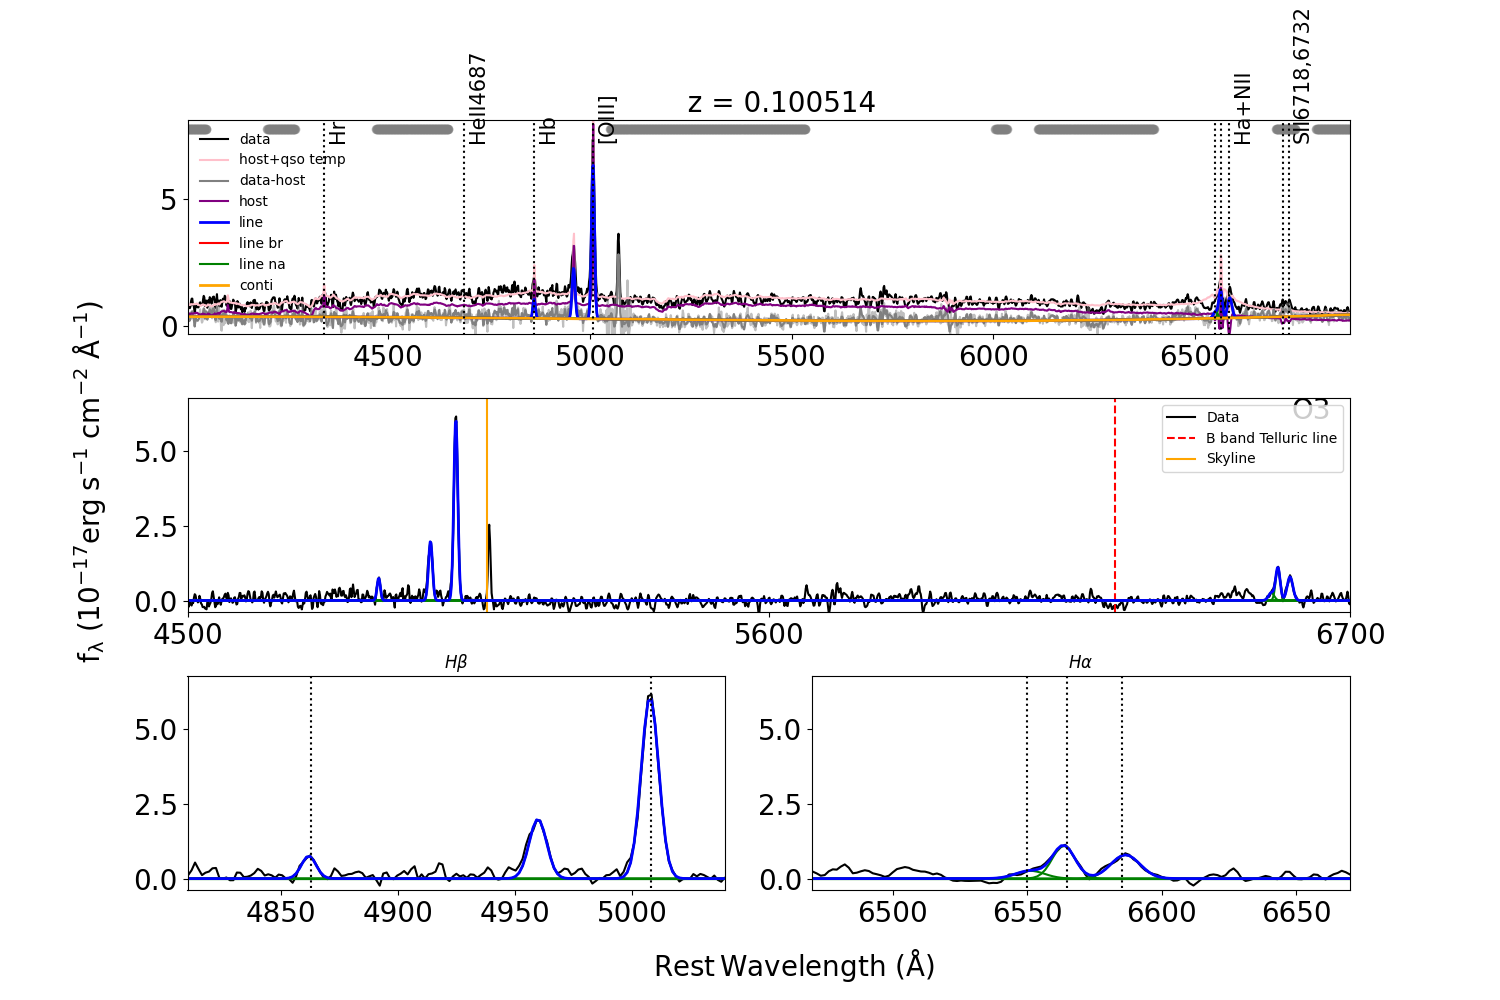 z = 0.100514
Hr
HeII4687
Hb
[OIII]
Ha+NII
SII6718,6732
data
host+qso temp
data-host
host
line
line br
line na
conti
5
0
4500 5000 5500 6000 6500
fλ (10−17erg s−1 cm−2 Å−1)
O3
Data
B band Telluric line
Skyline
5.0
2.5
0.0
4500 5600 6700
Hβ
5.0
2.5
0.0
4850 4900 4950 5000
Hα
5.0
2.5
0.0
6500 6550 6600 6650
Rest Wavelength (Å)